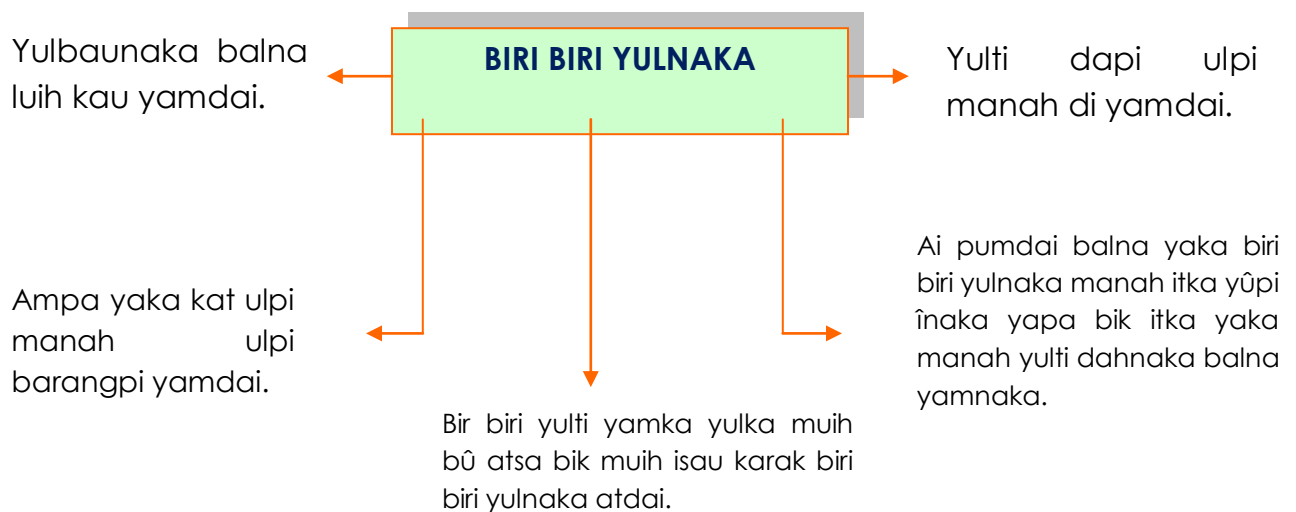 BIRI BIRI YULNAKA
Yulbaunaka balna
luih kau yamdai.
Yulti dapi ulpi
manah di yamdai.
Ampa yaka kat ulpi
manah ulpi
barangpi yamdai.
Bir biri yulti yamka yulka muih
bû atsa bik muih isau karak biri
biri yulnaka atdai.
Ai pumdai balna yaka biri
biri yulnaka manah itka yûpi
înaka yapa bik itka yaka
manah yulti dahnaka balna
yamnaka.